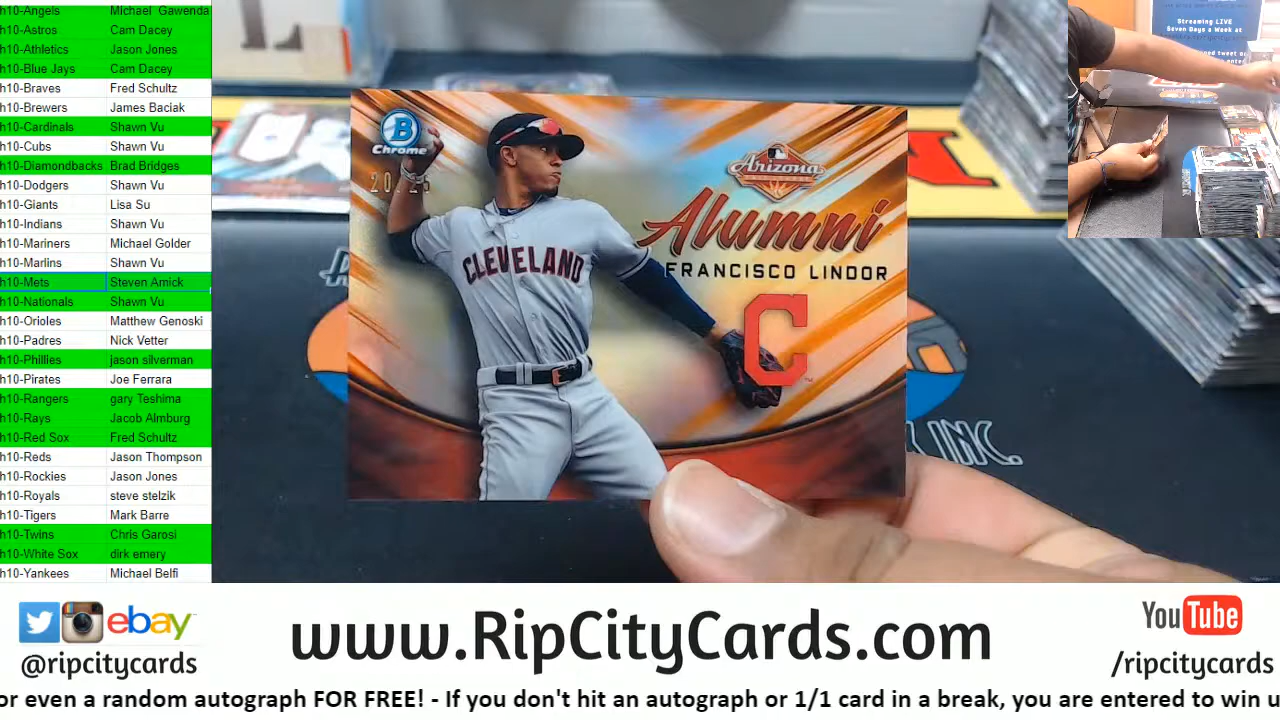 h10-Angels Michael Gawenda
h10-Astros Cam Dacey
h10-Athletics Jason Jones
h10-Blue Jays Cam Dacey
h10-Braves Fred Schultz
h10-Brewers James Baciak
h10-Cardinals Shawn Vu
h10-Cubs Shawn Vu
h10-Diamondbacks Brad Bridges
h10-Dodgers Shawn Vu
h10-Giants Lisa Su
h10-Indians Shawn Vu
h10-Mariners Michael Golder
h10-Marlins Shawn Vu
h10-Mets Steven Amick
h10-Nationals Shawn Vu
h10-Orioles Matthew Genoski
h10-Padres Nick Vetter
h10-Phillies jason silverman
h10-Pirates Joe Ferrara
h10-Rangers gary Teshima
h10-Rays Jacob Almburg
h10-Red Sox Fred Schultz
h10-Reds Jason Thompson
h10-Rockies Jason Jones
h10-Royals steve stelzik
h10-Tigers Mark Barre
h10-Twins Chris Garosi
h10-White Sox dirk emery
h10-Yankees Michael Belfi
B
Chrome
20/25
Arizona
Alumni
FRANCISCO LINDOR
CLEVELAND
C
INC.
Streaming LIVE
Seven Days a Week at
ebay
@ripcitycards
www.RipCityCards.com
YouTube
/ripcitycards
or even a random autograph FOR FREE! - If you don't hit an autograph or 1/1 card in a break, you are entered to win u